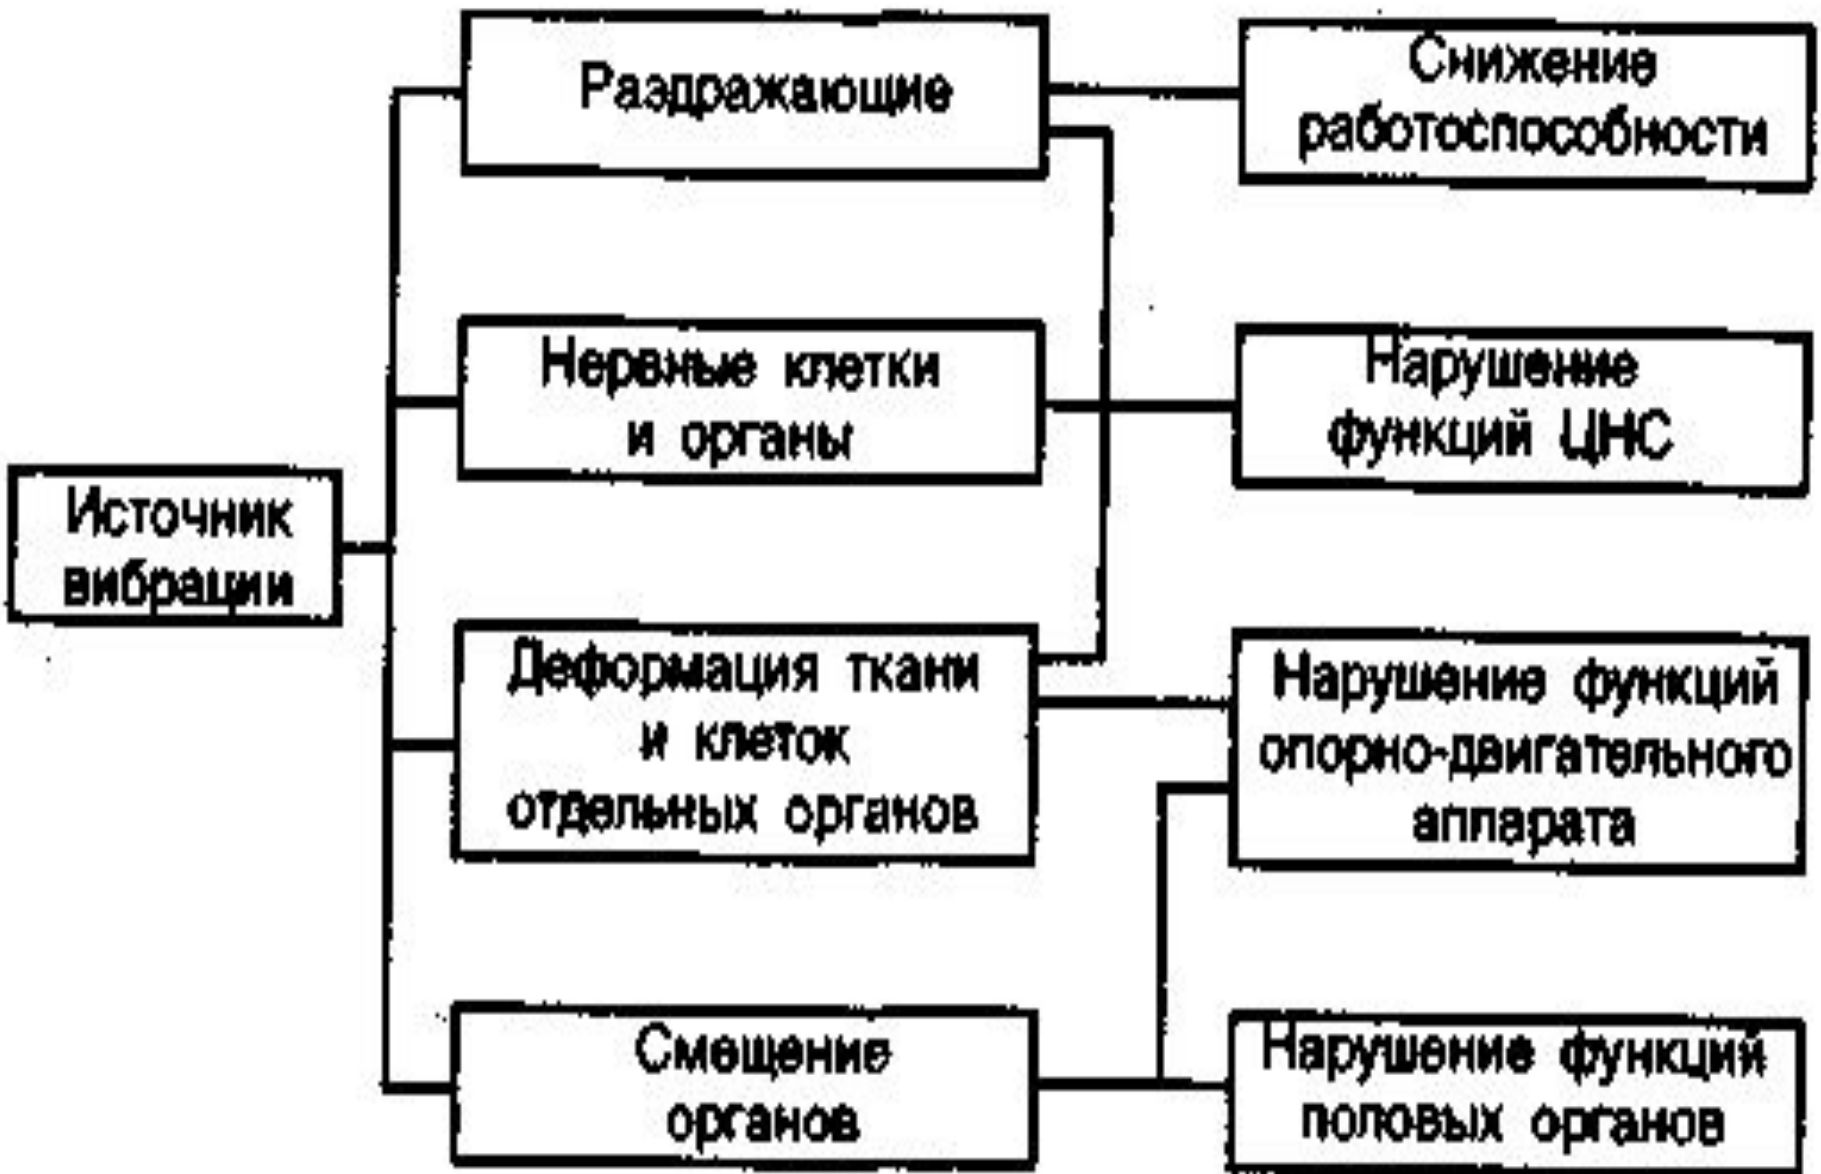 Раздражающие
Снижение
работоспособности
Нервные клетки
и органы
Нарушение
функций ЦНС
Источник
вибрации
Деформация ткани
и клеток
отдельных органов
Нарушение функций
опорно-двигательного
аппарата
Смещение
органов
Нарушение функций
половых органов